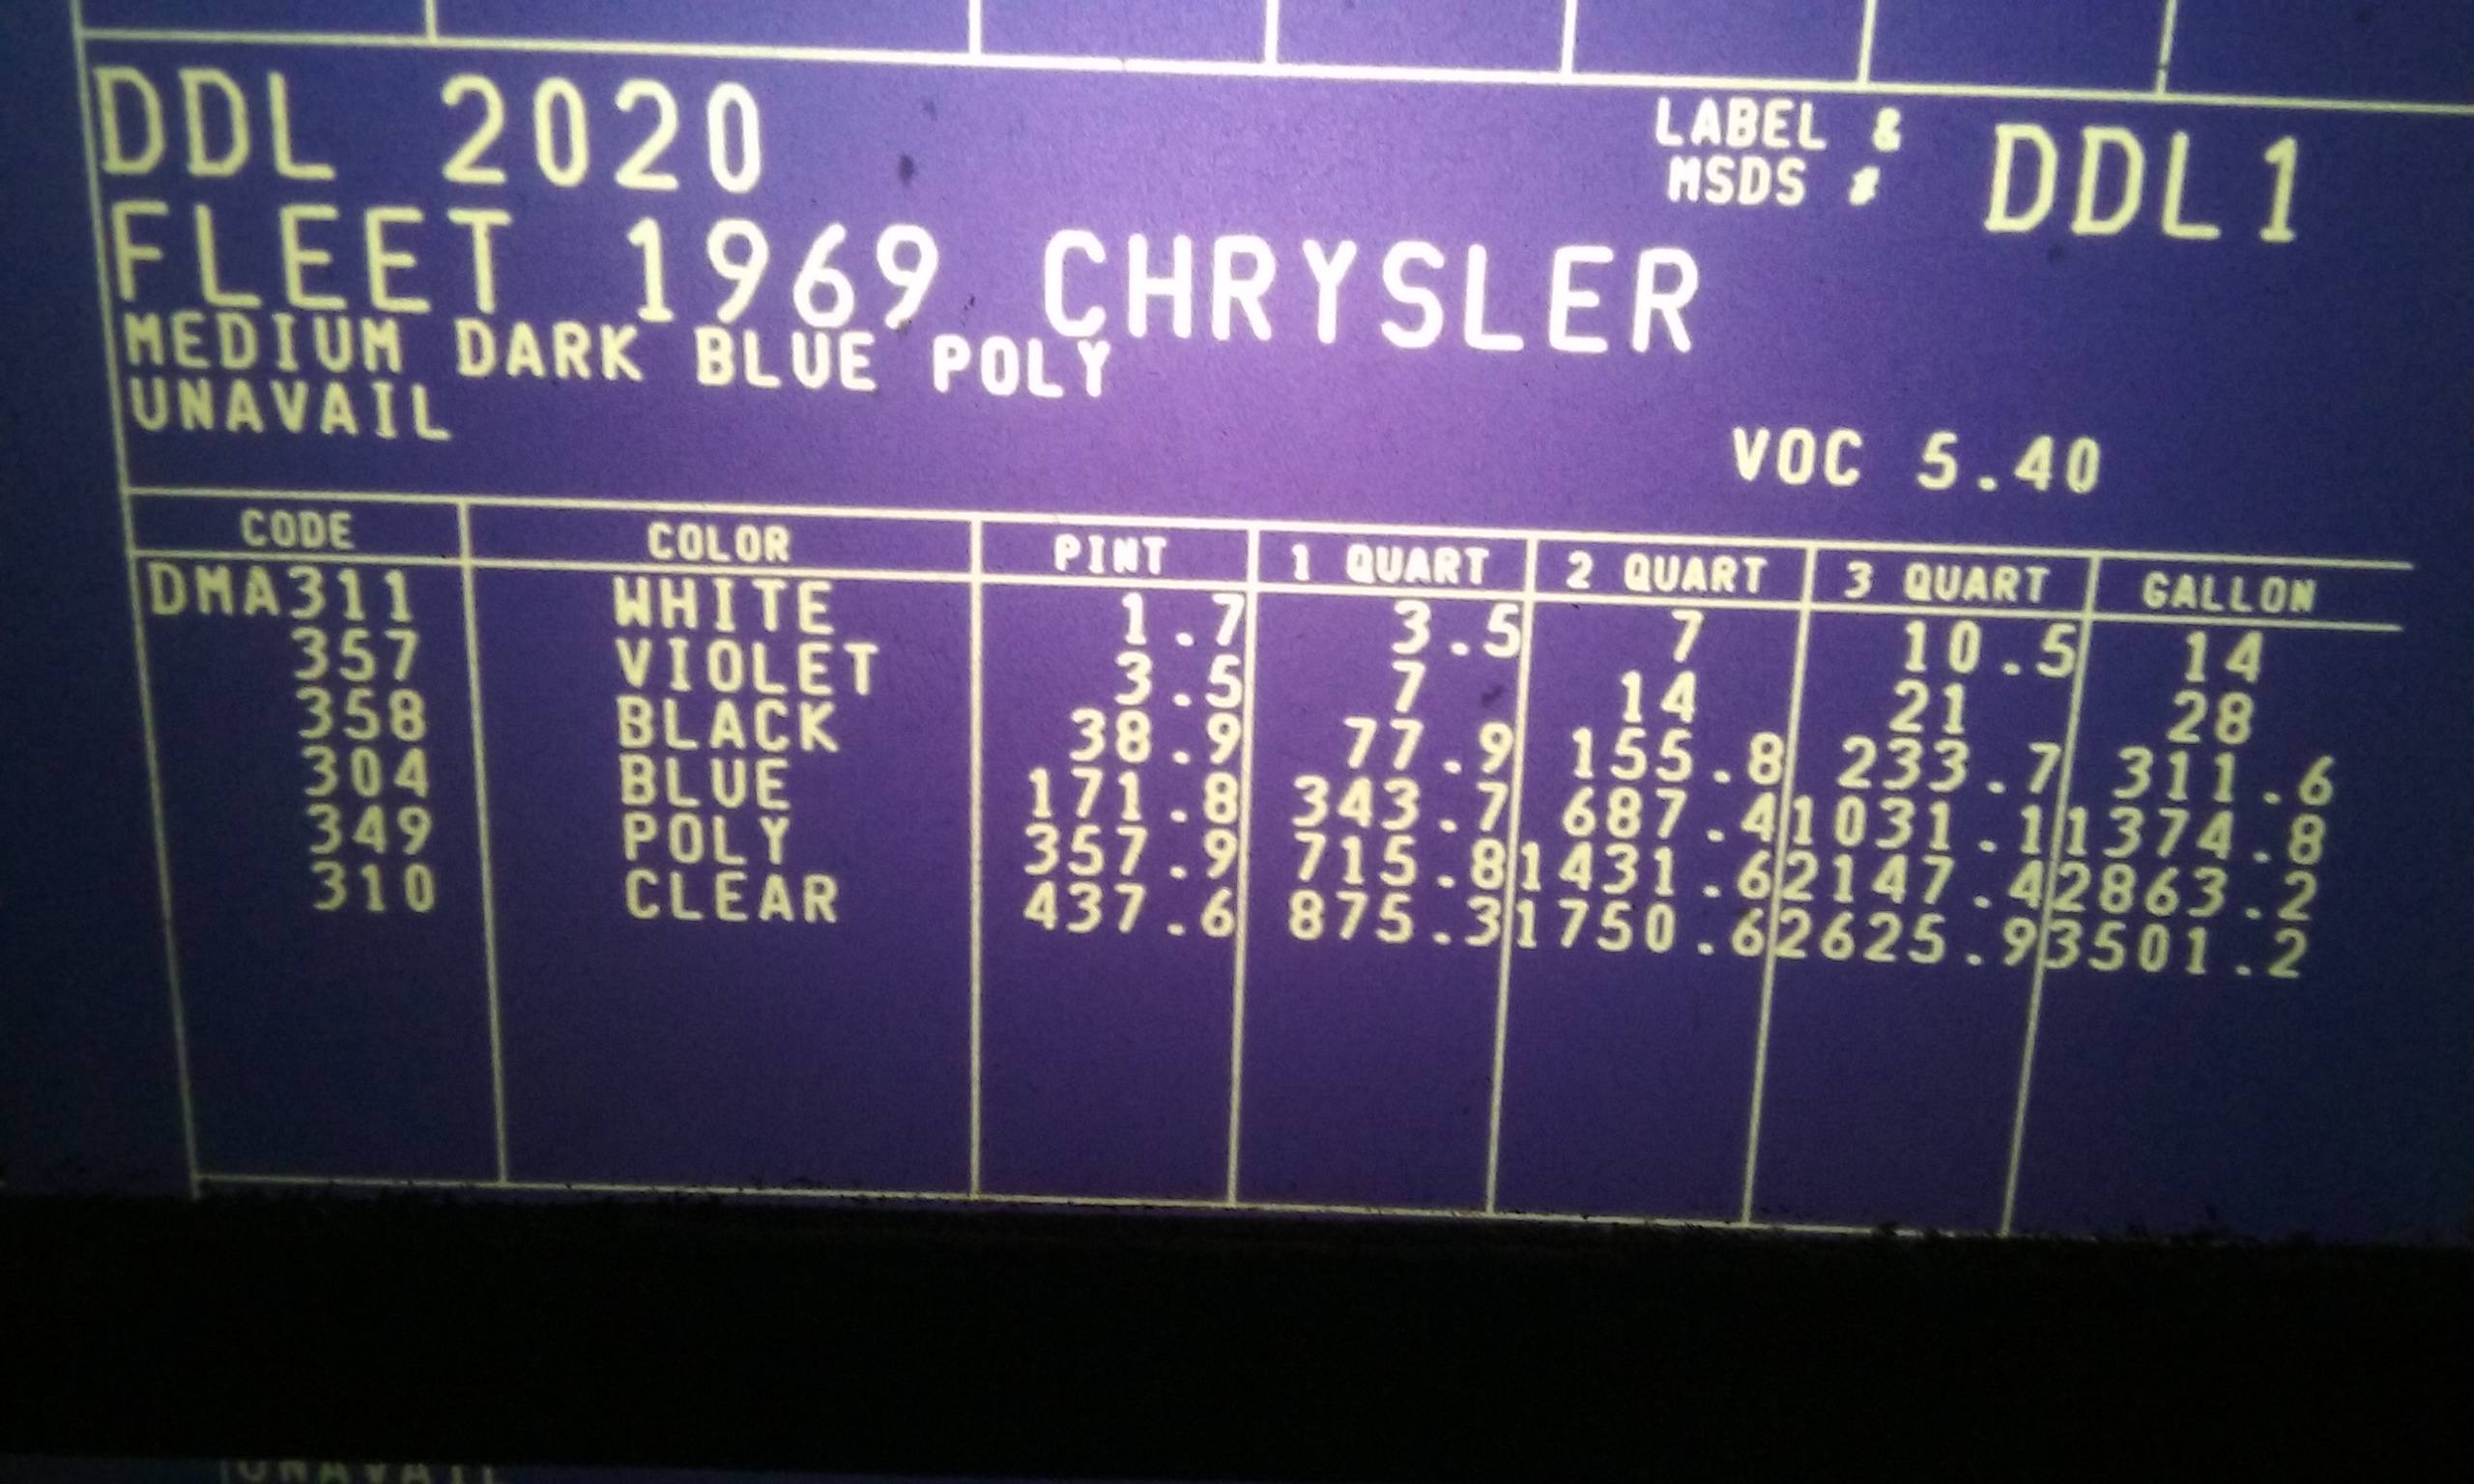 DDL 2020
LABEL &
MSDS # DDL1
FLEET 1969 CHRYSLER
MEDIUM DARK BLUE POLY
UNAVAIL
VOC 5.40
CODE COLOR PINT 1 QUART 2 QUART 3 QUART GALLON
DMA311 WHITE 1.7 3.5 7 10.5 14
357 VIOLET 3.5 7 14 21 28
358 BLACK 38.9 77.9 155.8 233.7 311.6
304 BLUE 171.8 343.7 687.4 1031.1 1374.8
349 POLY 357.9 715.8 1431.6 2147.4 2863.2
310 CLEAR 437.6 875.3 1750.6 2625.9 3501.2
UNAVAIL